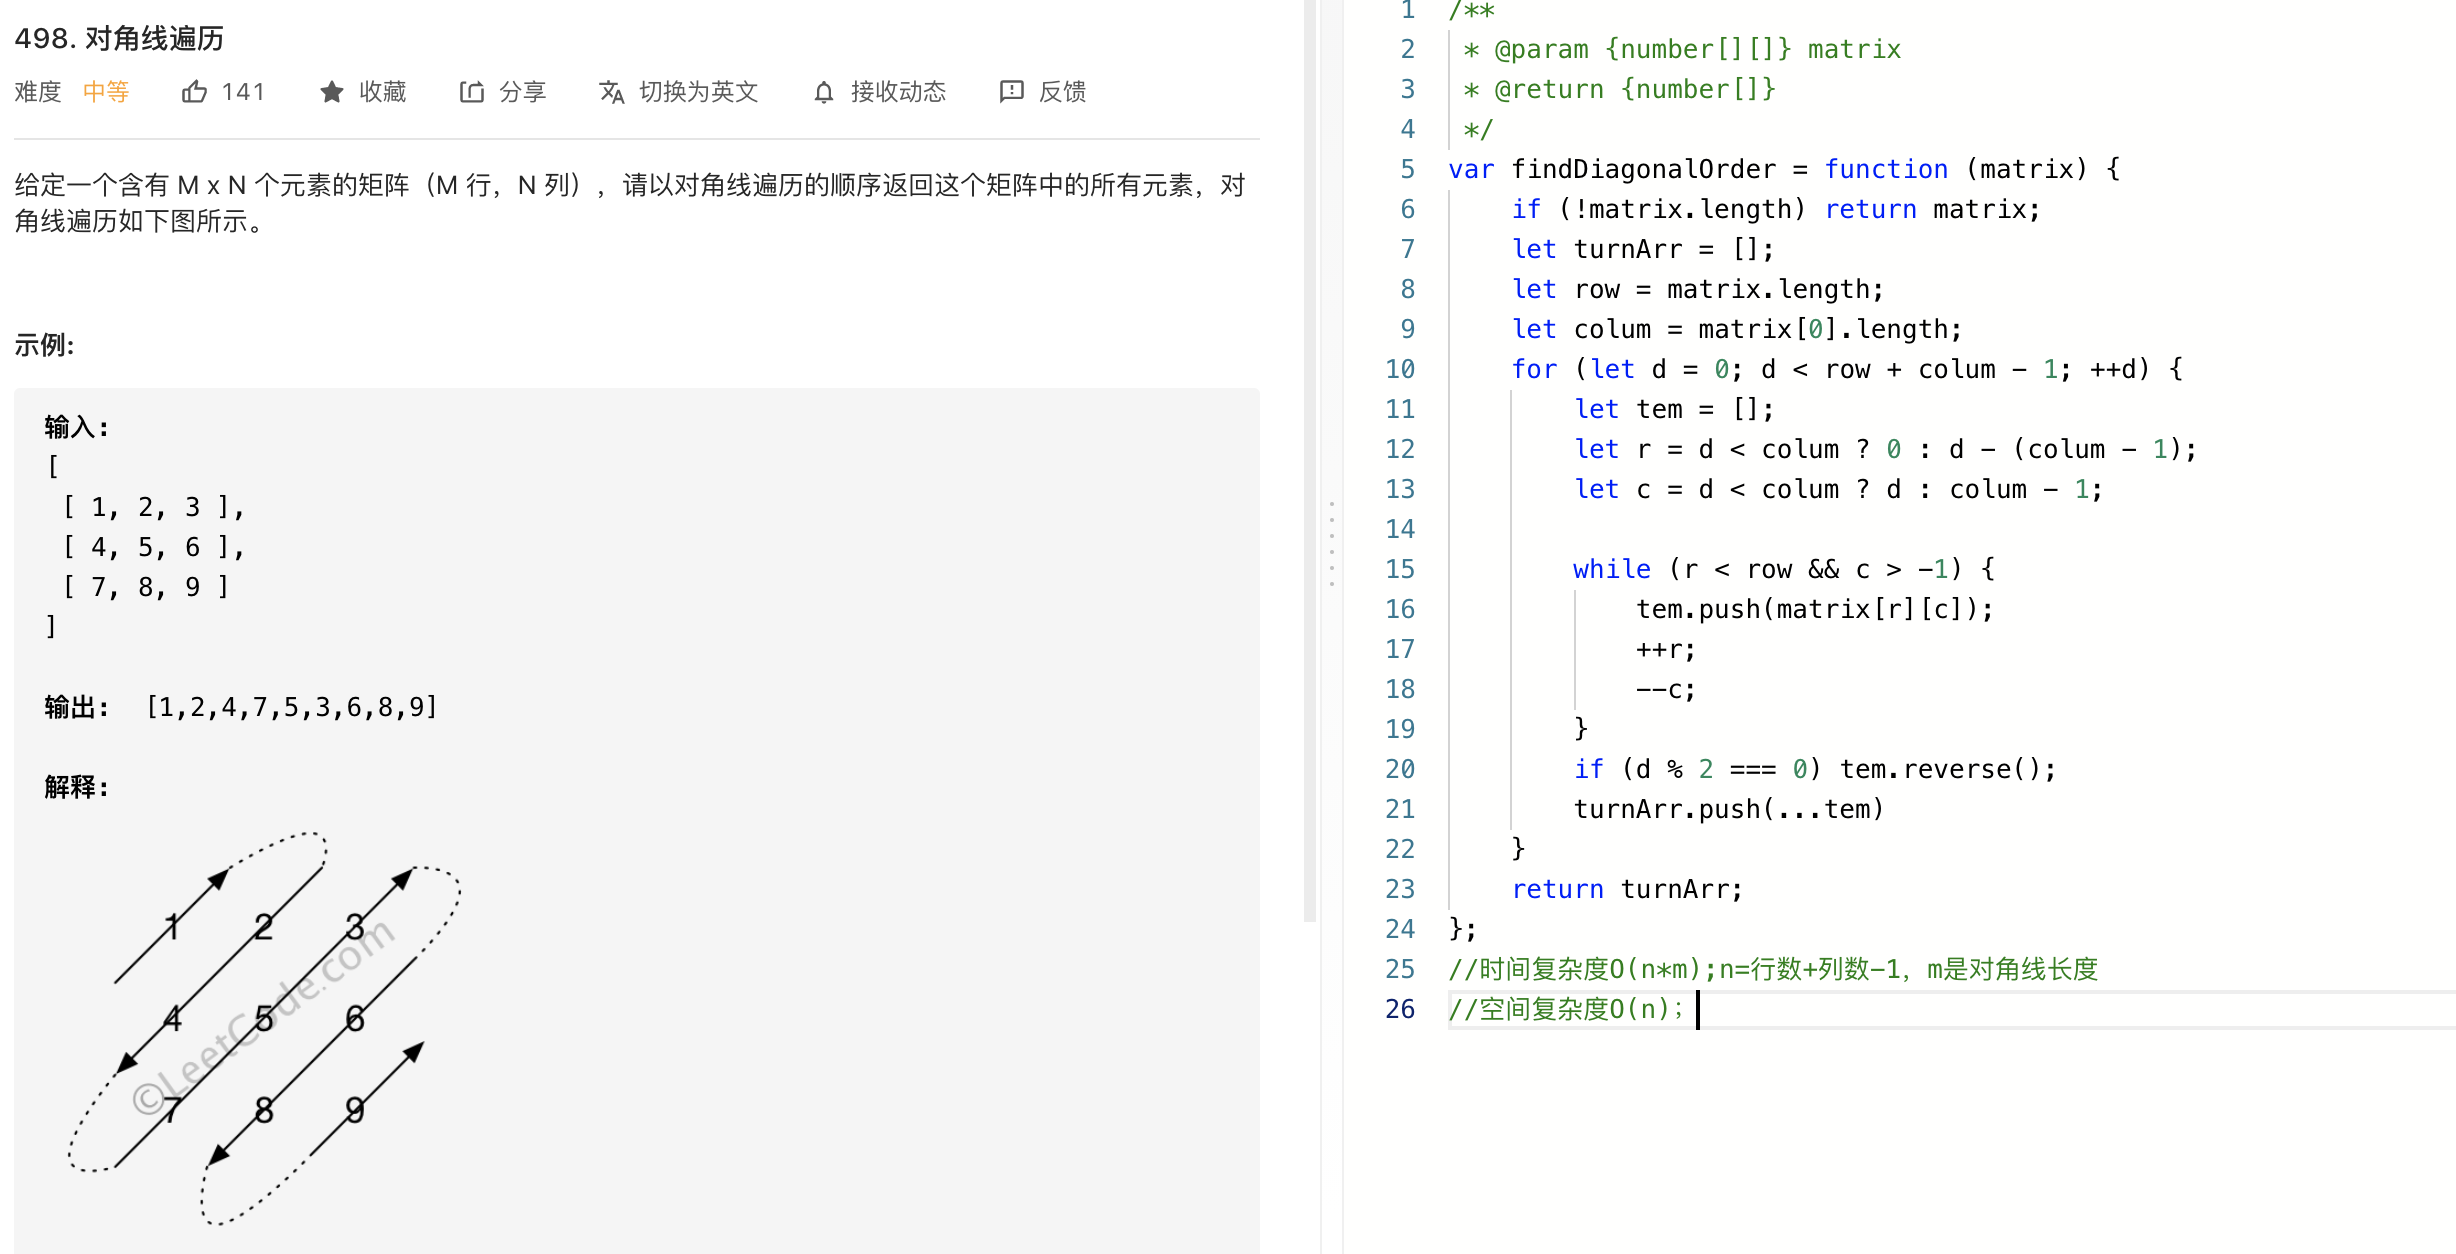 498. 对角线遍历
难度 中等 141 收藏 分享 切换为英文 接收动态 反馈
给定一个含有 M x N 个元素的矩阵（M 行，N 列），请以对角线遍历的顺序返回这个矩阵中的所有元素，对
角线遍历如下图所示。
示例:
输入:
[
 [ 1, 2, 3 ],
 [ 4, 5, 6 ],
 [ 7, 8, 9 ]
]
输出:  [1,2,4,7,5,3,6,8,9]
解释:
1 2 3
4 5 6
7 8 9
©LeetCode.com
1 /**
2  * @param {number[][]} matrix
3  * @return {number[]}
4  */
5 var findDiagonalOrder = function (matrix) {
6     if (!matrix.length) return matrix;
7     let turnArr = [];
8     let row = matrix.length;
9     let colum = matrix[0].length;
10     for (let d = 0; d < row + colum - 1; ++d) {
11         let tem = [];
12         let r = d < colum ? 0 : d - (colum - 1);
13         let c = d < colum ? d : colum - 1;
14
15         while (r < row && c > -1) {
16             tem.push(matrix[r][c]);
17             ++r;
18             --c;
19         }
20         if (d % 2 === 0) tem.reverse();
21         turnArr.push(...tem)
22     }
23     return turnArr;
24 };
25 //时间复杂度O(n*m);n=行数+列数-1，m是对角线长度
26 //空间复杂度O(n)；